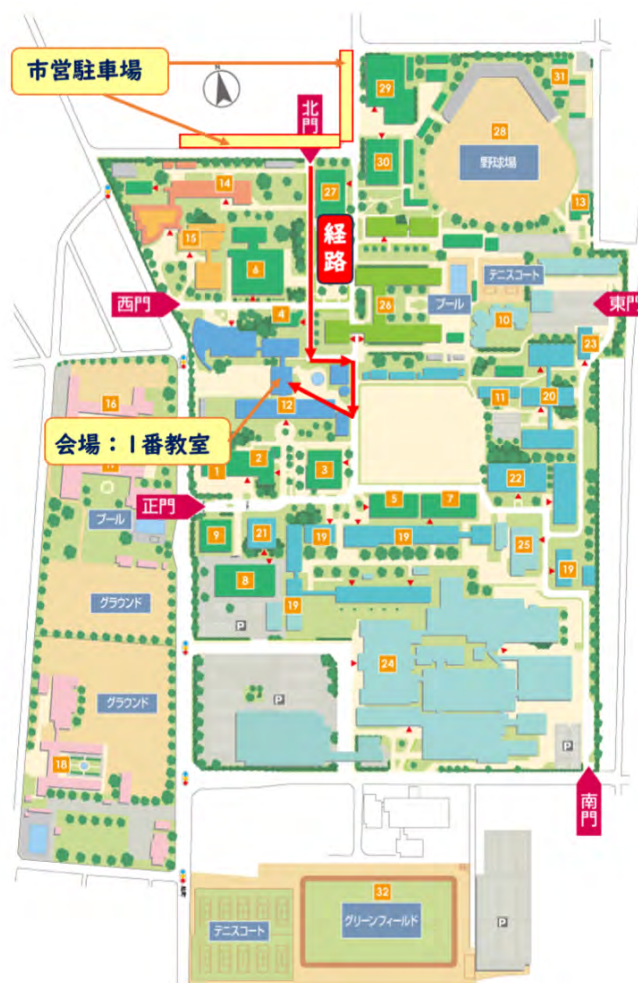 市営駐車場
N
北門
29
31
28
野球場
30
27
14
13
経路
15
6
テニスコート
西門
4
26
プール
10
東門
23
12
11
20
16
会場：1番教室
1
2
3
22
プール
正門
5
7
9
21
19
19
25
19
8
グラウンド
19
P
24
P
グラウンド
P
18
南門
32
グリーンフィールド
テニスコート
P